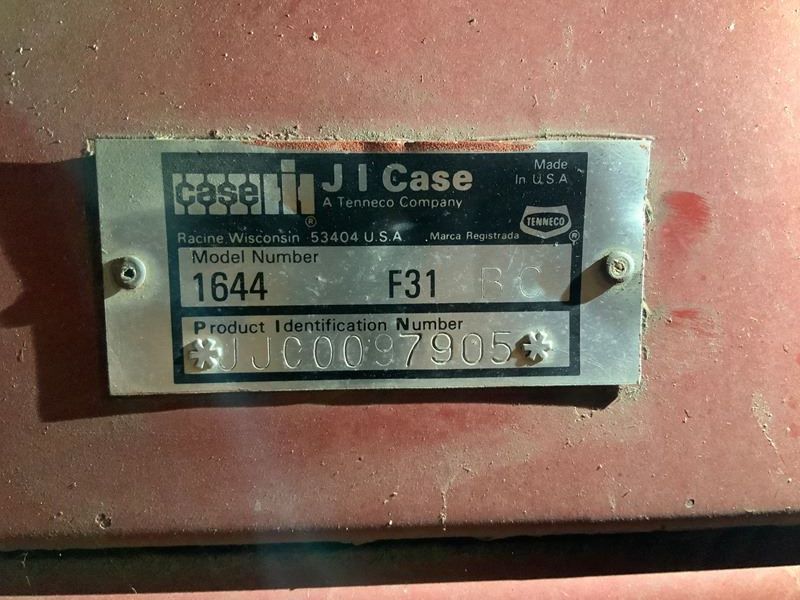 case ih
J I Case
Made
In U.S.A
A Tenneco Company
TENNECO
Racine, Wisconsin 53404 U.S.A. Marca Registrada ®
Model Number
1644 F31 BC
Product Identification Number
*JJC0097905*